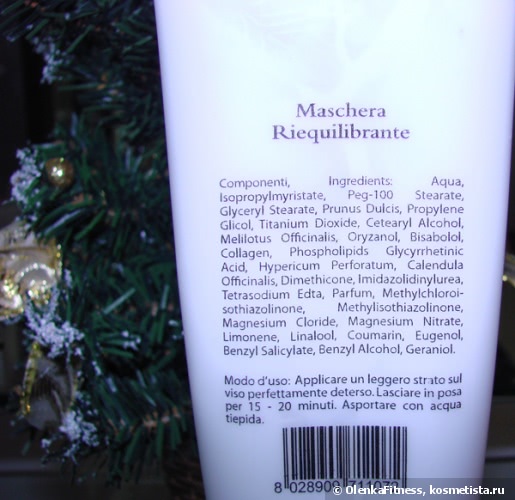 Maschera
Riequilibrante
Componenti, Ingredients: Aqua,
Isopropylmyristate, Peg-100 Stearate,
Glyceryl Stearate, Prunus Dulcis, Propylene
Glicol, Titanium Dioxide, Cetearyl Alcohol,
Melilotus Officinalis, Oryzanol, Bisabolol,
Collagen, Phospholipids Glycyrrhetinic
Acid, Hypericum Perforatum, Calendula
Officinalis, Dimethicone, Imidazolidinylurea,
Tetrasodium Edta, Parfum, Methylchloroi-
sothiazolinone, Methylisothiazolinone,
Magnesium Cloride, Magnesium Nitrate,
Limonene, Linalool, Coumarin, Eugenol,
Benzyl Salicylate, Benzyl Alcohol, Geraniol.
Modo d'uso: Applicare un leggero strato sul
viso perfettamente deterso. Lasciare in posa
per 15 - 20 minuti. Asportare con acqua
tiepida.
8 028908
© OlenkaFitness, kosmetista.ru